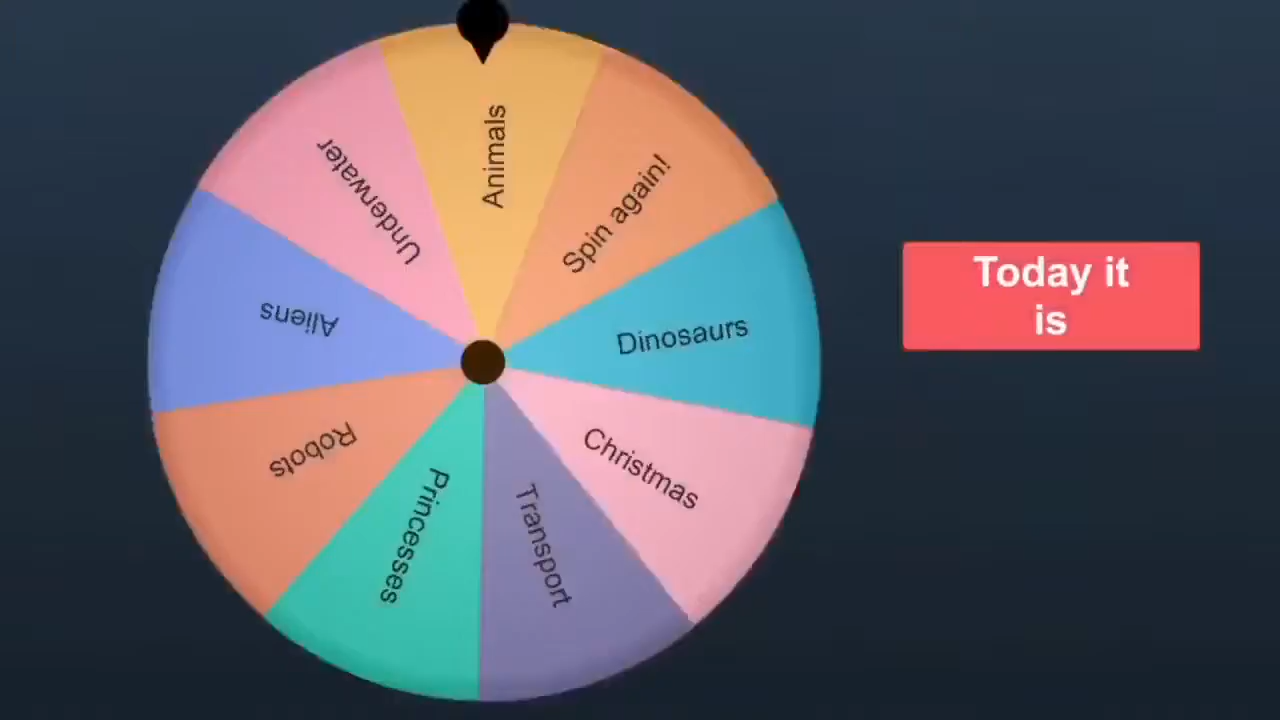 Animals
Spin again!
Dinosaurs
Christmas
Transport
Princesses
Robots
Aliens
Underwater
Today it
is